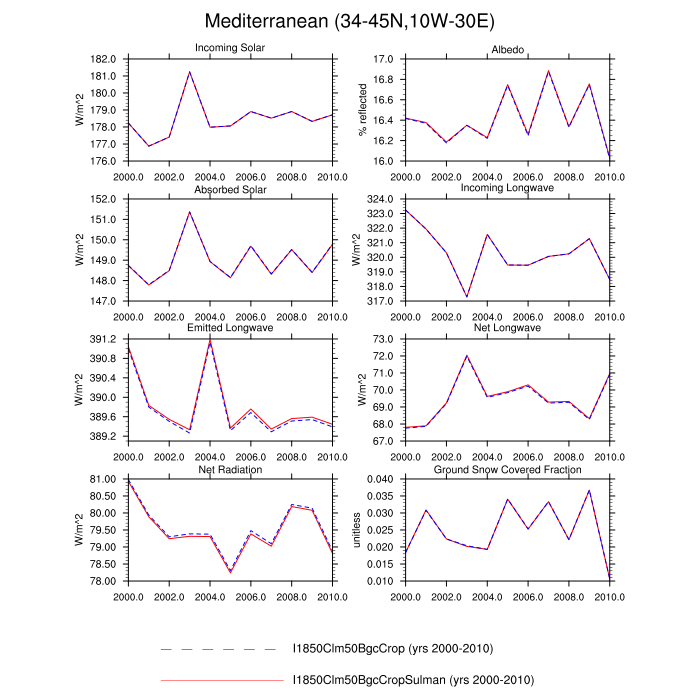 Mediterranean (34-45N,10W-30E)
Incoming Solar
W/m^2
182.0
181.0
180.0
179.0
178.0
177.0
176.0
2000.0 2002.0 2004.0 2006.0 2008.0 2010.0
Albedo
% reflected
17.0
16.8
16.6
16.4
16.2
16.0
2000.0 2002.0 2004.0 2006.0 2008.0 2010.0
Absorbed Solar
W/m^2
152.0
151.0
150.0
149.0
148.0
147.0
2000.0 2002.0 2004.0 2006.0 2008.0 2010.0
Incoming Longwave
W/m^2
324.0
323.0
322.0
321.0
320.0
319.0
318.0
317.0
2000.0 2002.0 2004.0 2006.0 2008.0 2010.0
Emitted Longwave
W/m^2
391.2
390.8
390.4
390.0
389.6
389.2
2000.0 2002.0 2004.0 2006.0 2008.0 2010.0
Net Longwave
W/m^2
73.0
72.0
71.0
70.0
69.0
68.0
67.0
2000.0 2002.0 2004.0 2006.0 2008.0 2010.0
Net Radiation
W/m^2
81.00
80.50
80.00
79.50
79.00
78.50
78.00
2000.0 2002.0 2004.0 2006.0 2008.0 2010.0
Ground Snow Covered Fraction
unitless
0.040
0.035
0.030
0.025
0.020
0.015
0.010
2000.0 2002.0 2004.0 2006.0 2008.0 2010.0
I1850Clm50BgcCrop (yrs 2000-2010)
I1850Clm50BgcCropSulman (yrs 2000-2010)